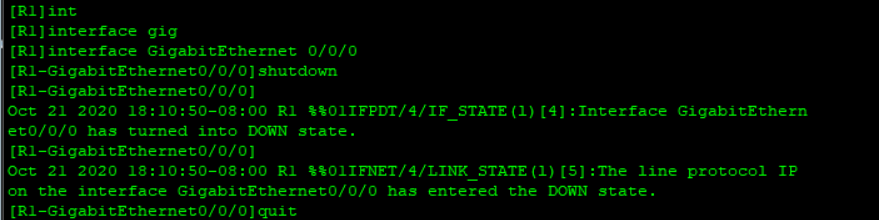 [R1]int
[R1]interface gig
[R1]interface GigabitEthernet 0/0/0
[R1-GigabitEthernet0/0/0]shutdown
[R1-GigabitEthernet0/0/0]
Oct 21 2020 18:10:50-08:00 R1 %%01IFPDT/4/IF_STATE(l)[4]:Interface GigabitEthern
et0/0/0 has turned into DOWN state.
[R1-GigabitEthernet0/0/0]
Oct 21 2020 18:10:50-08:00 R1 %%01IFNET/4/LINK_STATE(l)[5]:The line protocol IP
on the interface GigabitEthernet0/0/0 has entered the DOWN state.
[R1-GigabitEthernet0/0/0]quit